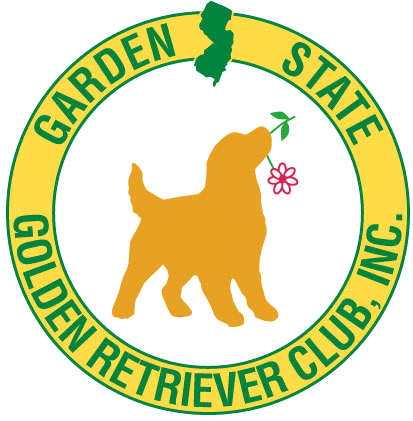 GARDEN STATE
GOLDEN RETRIEVER CLUB, INC.